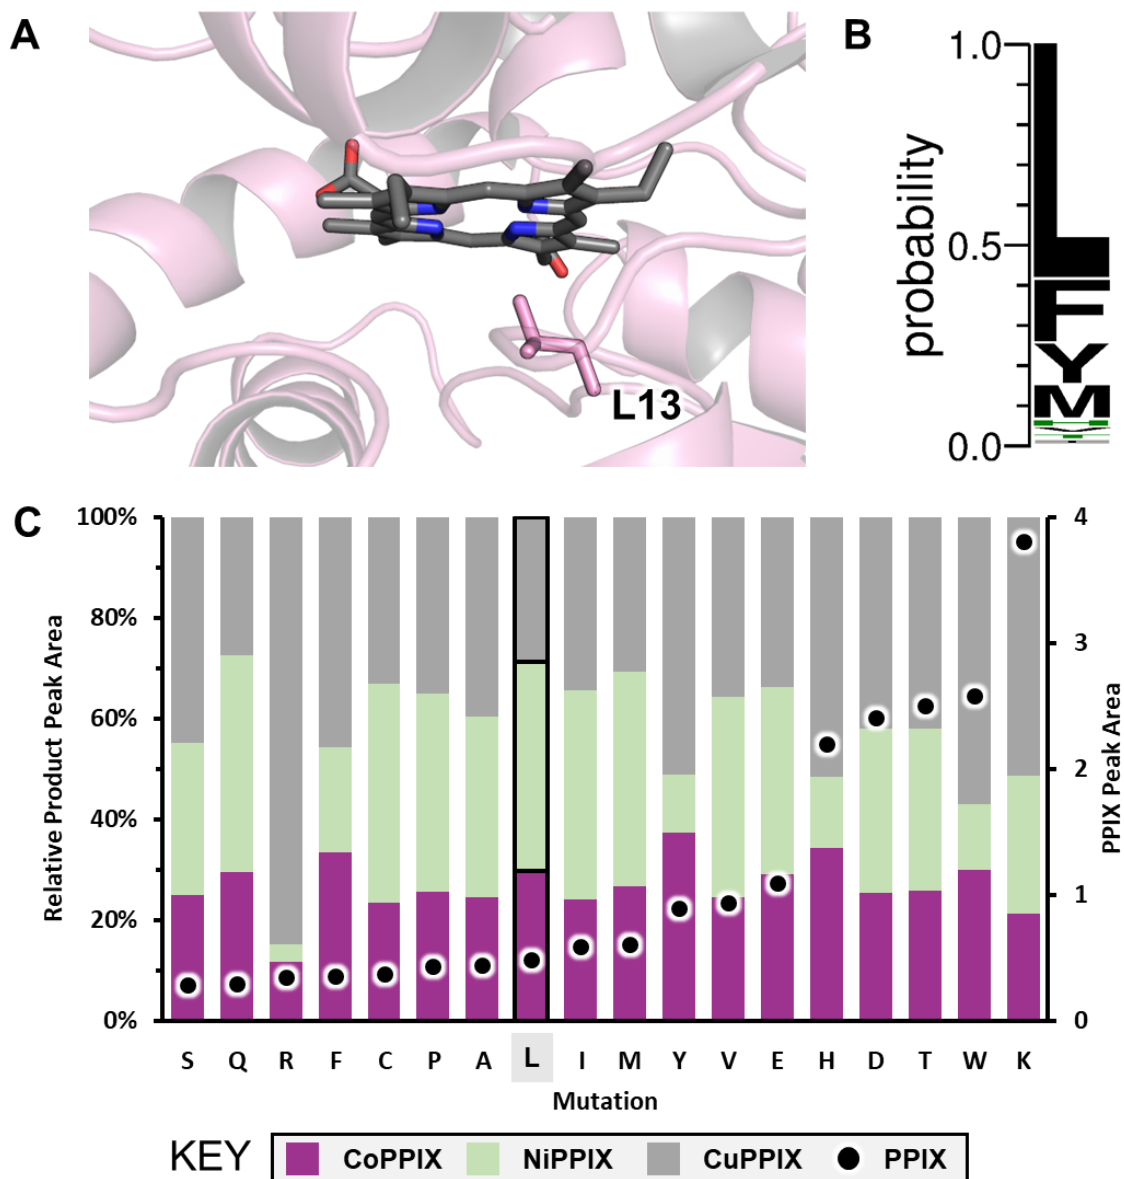 A
L13
B
probability
1.0
0.5
0.0
L
F
Y
M
C
Relative Product Peak Area
100%
80%
60%
40%
20%
0%
4
3
2
1
0
PPIX Peak Area
S Q R F C P A L I M Y V E H D T W K
Mutation
KEY CoPPIX NiPPIX CuPPIX PPIX